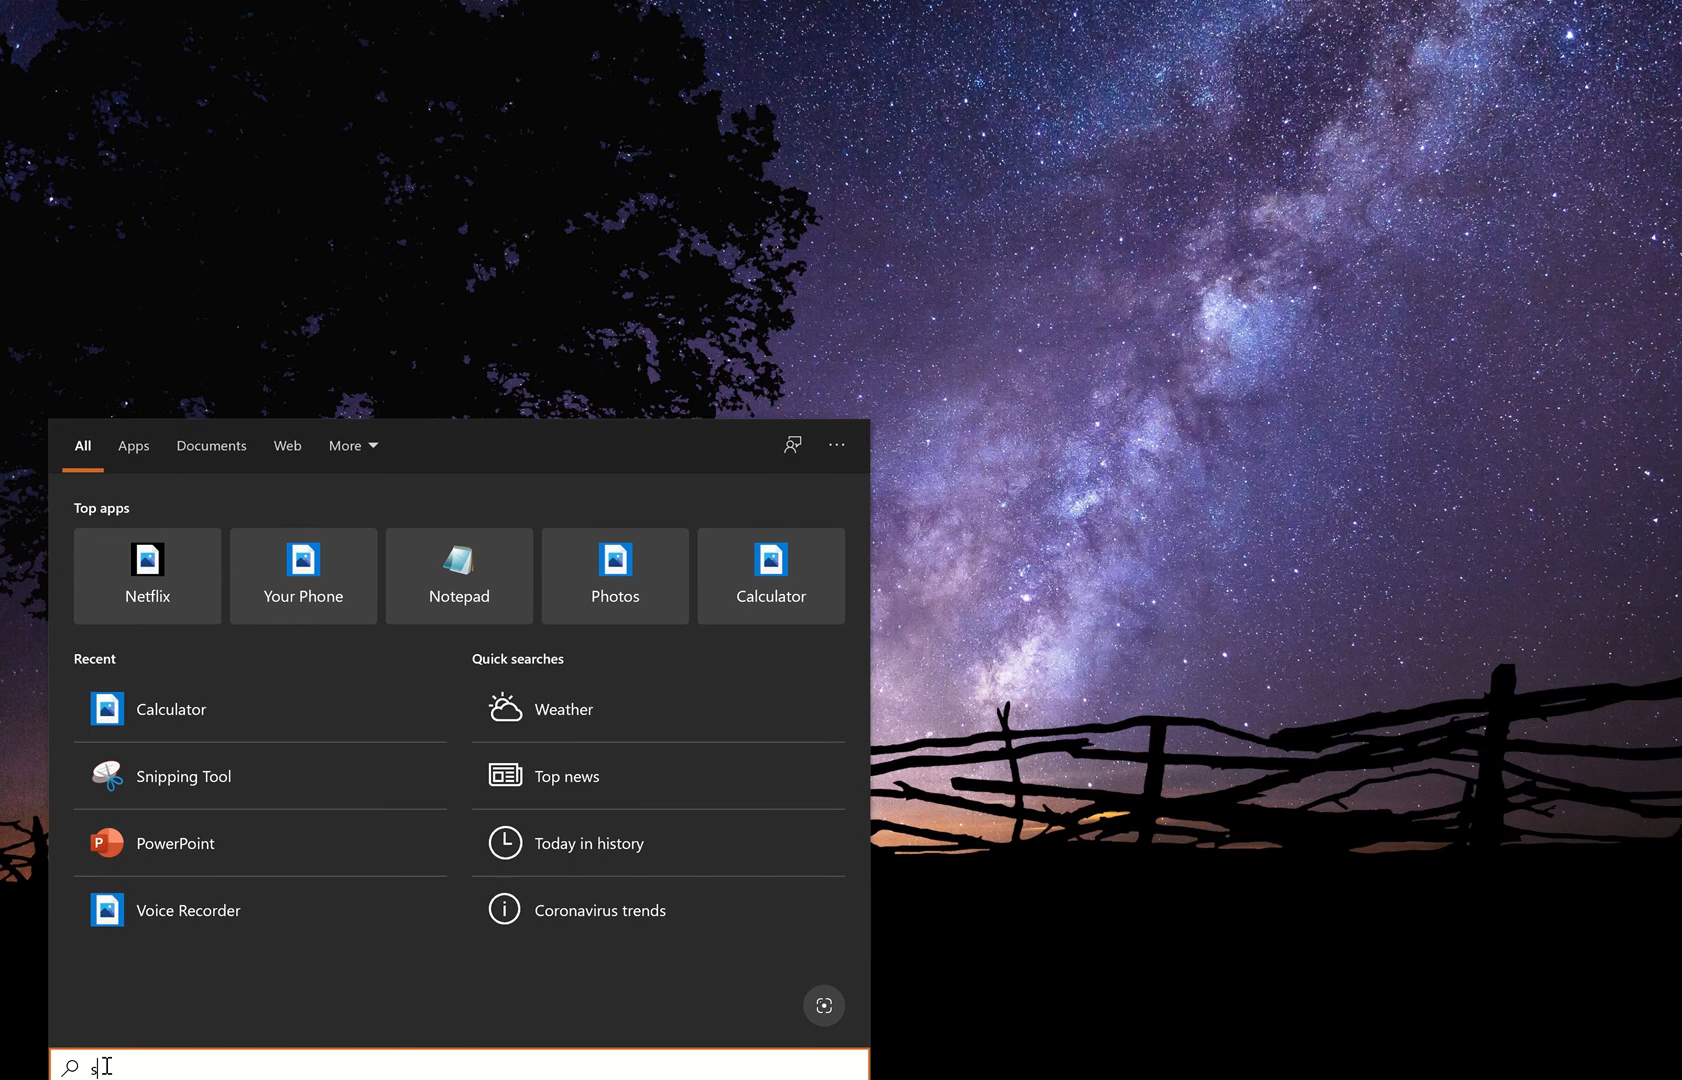 All Apps Documents Web More
Top apps
Netflix Your Phone Notepad Photos Calculator
Recent
Calculator
Snipping Tool
P PowerPoint
Voice Recorder
Quick searches
Weather
Top news
Today in history
Coronavirus trends
s